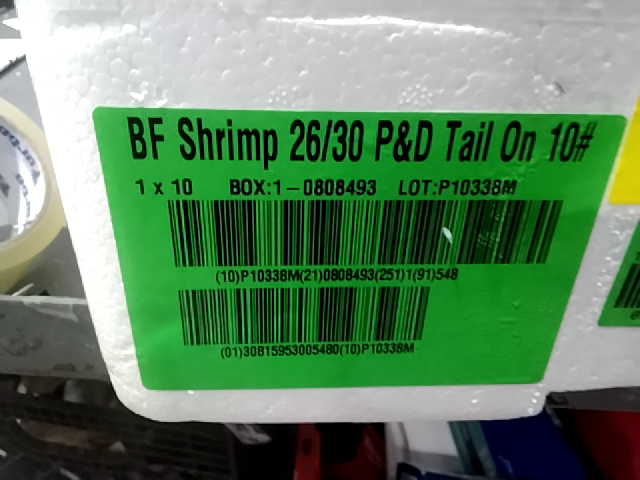 BF Shrimp 26/30 P&D Tail On 10#
1 x 10 BOX:1-0808493 LOT:P10338M
(10)P10338M(21)0808493(251)1(91)548
(01)30815953005480(10)P10338M